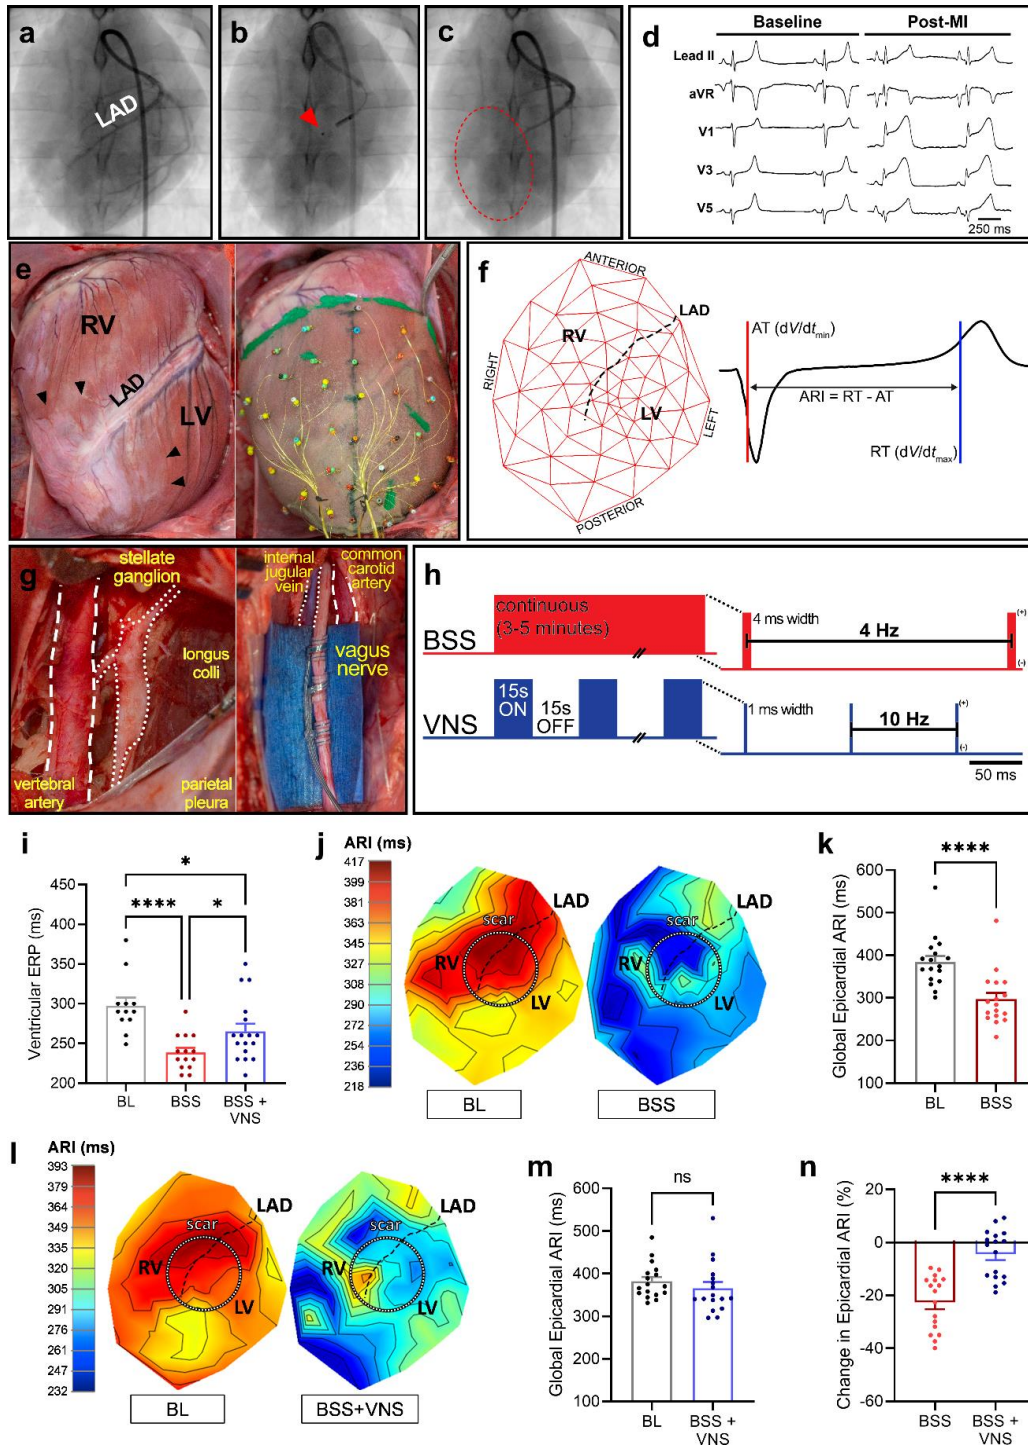 a
LAD
b
c
d
Baseline
Post-MI
Lead II
aVR
V1
V3
V5
250 ms
e
RV
LAD
LV
f
ANTERIOR
RIGHT
LEFT
POSTERIOR
RV
LAD
LV
AT (dV/dtmin)
ARI = RT - AT
RT (dV/dtmax)
g
stellate
ganglion
longus
colli
vertebral
artery
parietal
pleura
internal
jugular
vein
common
carotid
artery
vagus
nerve
h
BSS
continuous
(3-5 minutes)
4 ms width
4 Hz
(+)
(-)
VNS
15s
ON
15s
OFF
1 ms width
10 Hz
(+)
(-)
50 ms
i
Ventricular ERP (ms)
450
400
350
300
250
200
*
****
*
BL
BSS
BSS +
VNS
j
ARI (ms)
417
399
381
363
345
327
309
290
272
254
236
218
scar
LAD
RV
LV
BL
scar
LAD
RV
LV
BSS
k
Global Epicardial ARI (ms)
600
500
400
300
200
100
****
BL
BSS
l
ARI (ms)
393
379
364
349
335
320
305
291
276
261
247
232
scar
LAD
RV
LV
BL
scar
LAD
RV
LV
BSS+VNS
m
Global Epicardial ARI (ms)
600
500
400
300
200
100
ns
BL
BSS +
VNS
n
Change in Epicardial ARI (%)
20
0
-20
-40
-60
****
BSS
BSS +
VNS